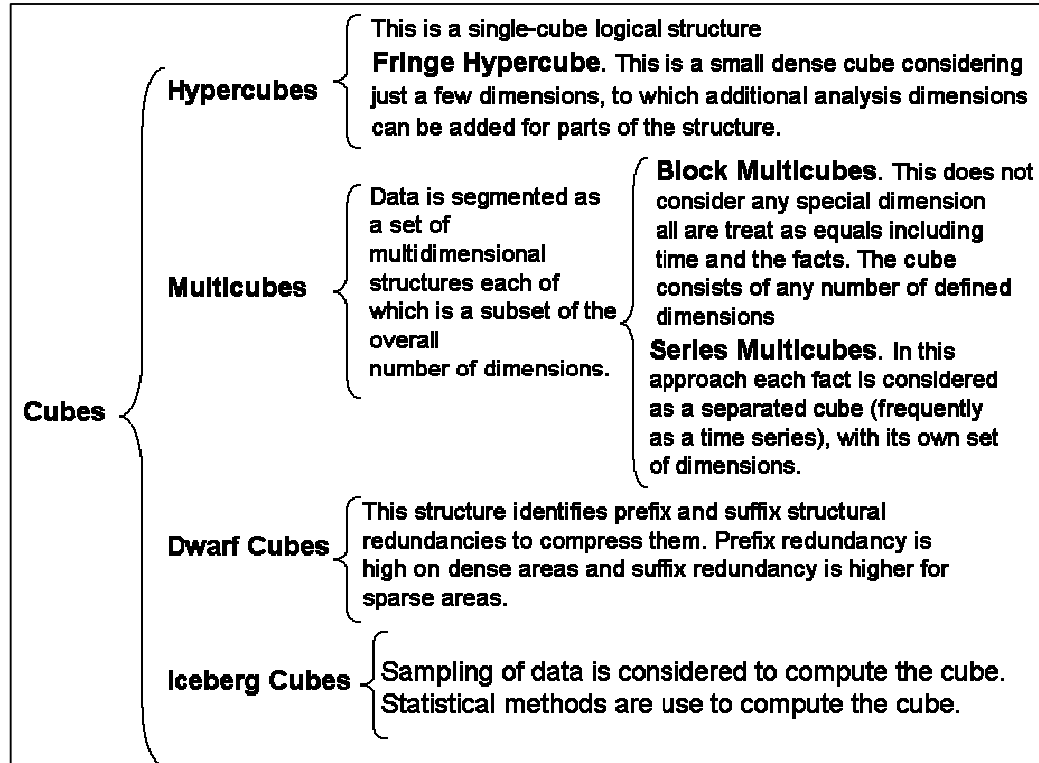 Cubes
Hypercubes
This is a single-cube logical structure
Fringe Hypercube. This is a small dense cube considering
just a few dimensions, to which additional analysis dimensions
can be added for parts of the structure.
Multicubes
Data is segmented as
a set of
multidimensional
structures each of
which is a subset of the
overall
number of dimensions.
Block Multicubes. This does not
consider any special dimension
all are treat as equals including
time and the facts. The cube
consists of any number of defined
dimensions
Series Multicubes. In this
approach each fact is considered
as a separated cube (frequently
as a time series), with its own set
of dimensions.
Dwarf Cubes
This structure identifies prefix and suffix structural
redundancies to compress them. Prefix redundancy is
high on dense areas and suffix redundancy is higher for
sparse areas.
Iceberg Cubes
Sampling of data is considered to compute the cube.
Statistical methods are use to compute the cube.